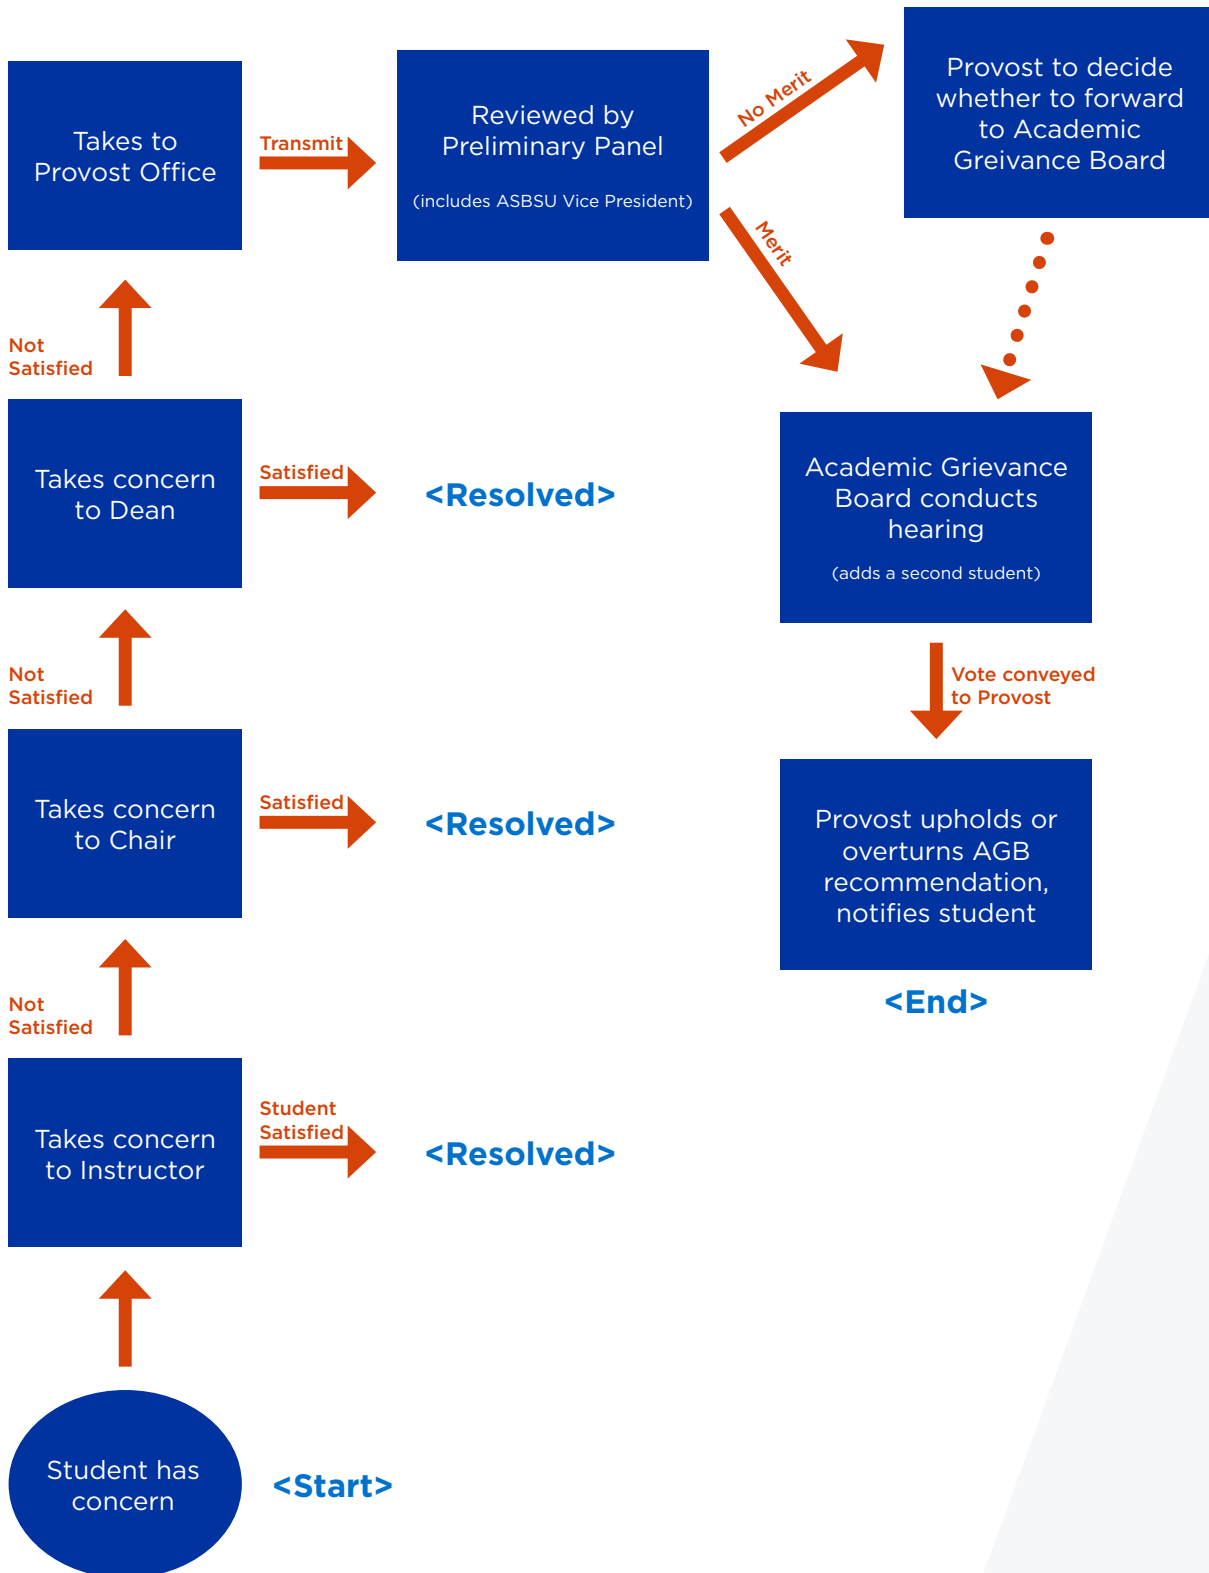 Takes to
Provost Office
Transmit
Reviewed by
Preliminary Panel
(includes ASBSU Vice President)
No Merit
Merit
Provost to decide
whether to forward
to Academic
Greivance Board
Not
Satisfied
Takes concern
to Dean
Satisfied
<Resolved>
Academic Grievance
Board conducts
hearing
(adds a second student)
Not
Satisfied
Vote conveyed
to Provost
Takes concern
to Chair
Satisfied
<Resolved>
Provost upholds or
overturns AGB
recommendation,
notifies student
<End>
Not
Satisfied
Takes concern
to Instructor
Student
Satisfied
<Resolved>
Student has
concern
<Start>